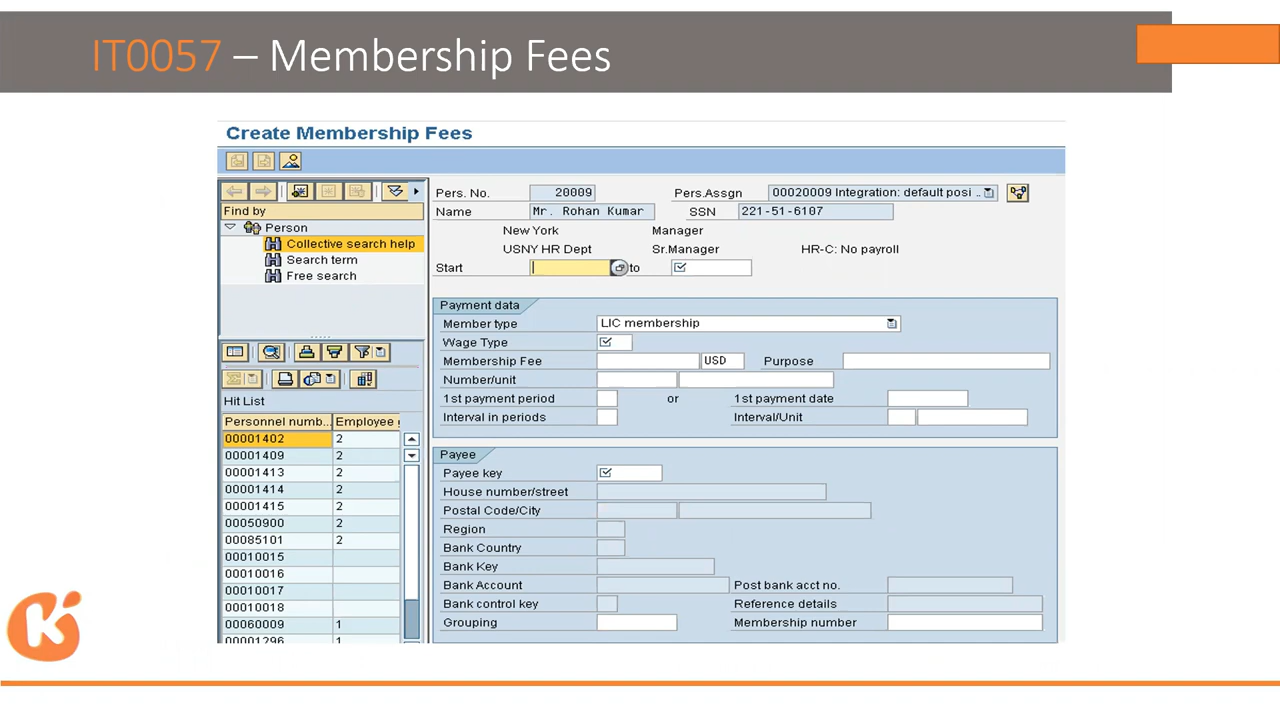 IT0057 – Membership Fees
Create Membership Fees
Find by
Person
Collective search help
Search term
Free search
Hit List
Personnel numb... Employee g
00001402 2
00001409 2
00001413 2
00001414 2
00001415 2
00050900 2
00085101 2
00010015
00010016
00010017
00010018
00060009 1
00001296 1
Pers. No. 20009 Pers.Assgn 00020009 Integration: default posi ..
Name Mr. Rohan Kumar SSN 221-51-6107
New York Manager
USNY HR Dept Sr.Manager HR-C: No payroll
Start to
Payment data
Member type LIC membership
Wage Type
Membership Fee USD Purpose
Number/unit
1st payment period or 1st payment date
Interval in periods Interval/Unit
Payee
Payee key
House number/street
Postal Code/City
Region
Bank Country
Bank Key
Bank Account Post bank acct no.
Bank control key Reference details
Grouping Membership number
K